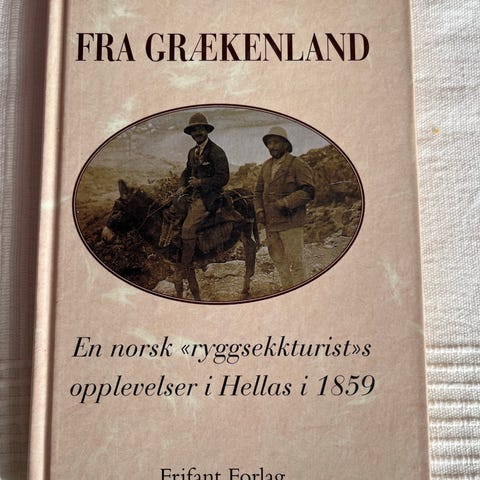 FRA GRÆKENLAND
En norsk «ryggsekkturist»s
opplevelser i Hellas i 1859
Frifant Forlag